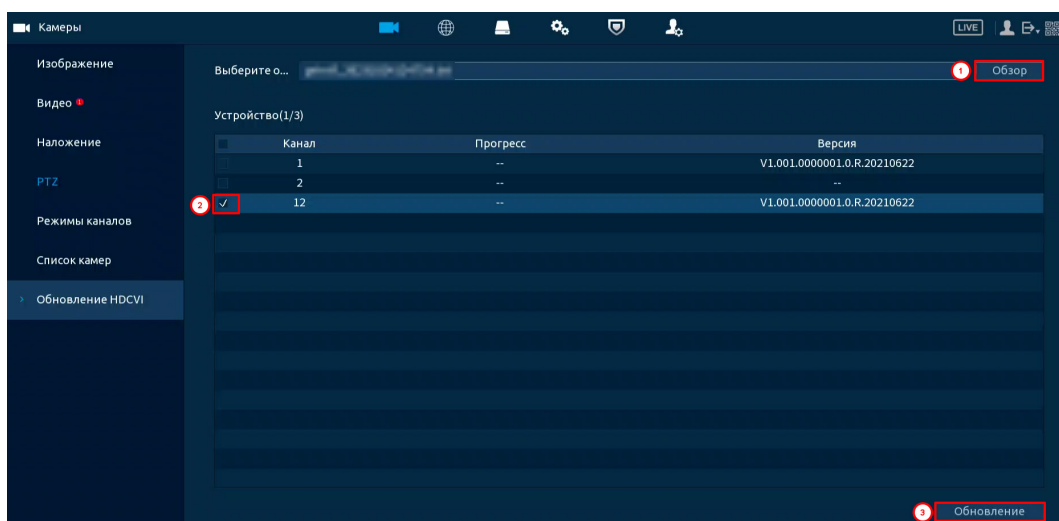 Камеры
LIVE
Изображение
Видео 1
Наложение
PTZ
Режимы каналов
Список камер
Обновление HDCVI
Выберите о...
1 Обзор
Устройство(1/3)
Канал Прогресс Версия
1 -- V1.001.0000001.0.R.20210622
2 -- --
2 12 -- V1.001.0000001.0.R.20210622
3 Обновление